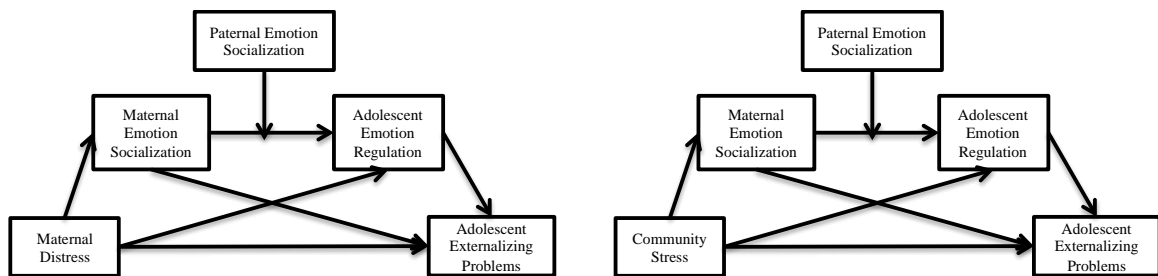 Paternal Emotion
Socialization
Maternal
Emotion
Socialization
Adolescent
Emotion
Regulation
Maternal
Distress
Adolescent
Externalizing
Problems
Paternal Emotion
Socialization
Maternal
Emotion
Socialization
Adolescent
Emotion
Regulation
Community
Stress
Adolescent
Externalizing
Problems